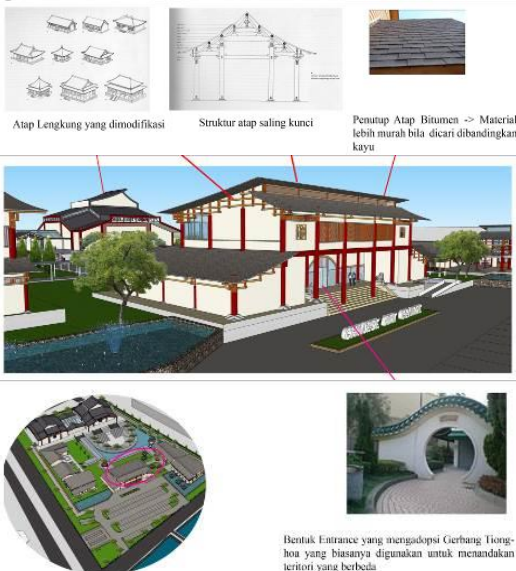 Atap Lengkung yang dimodifikasi
Struktur atap saling kunci
Penutup Atap Bitumen -> Material
lebih murah bila dicari dibandingkan
kayu
Bentuk Entrance yang mengadopsi Gerbang Tiong-
hoa yang biasanya digunakan untuk menandakan
teritori yang berbeda